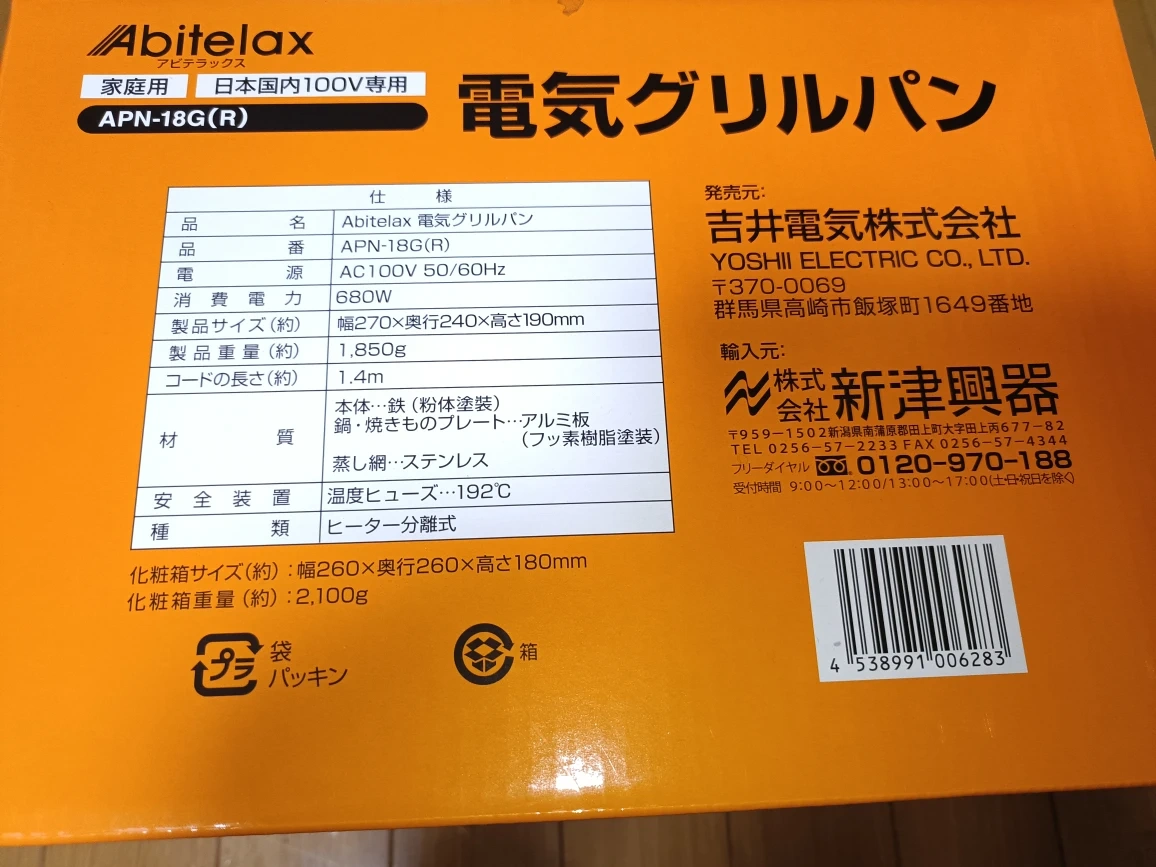 Abitelax
アビテラックス
家庭用 日本国内100V専用
APN-18G(R)
電気グリルパン
仕様
品名 Abitelax 電気グリルパン
品番 APN-18G(R)
電源 AC100V 50/60Hz
消費電力 680W
製品サイズ(約) 幅270×奥行240×高さ190mm
製品重量(約) 1,850g
コードの長さ(約) 1.4m
材質 本体…鉄(粉体塗装)
鍋・焼きものプレート…アルミ板
(フッ素樹脂塗装)
蒸し網…ステンレス
安全装置 温度ヒューズ…192℃
種類 ヒーター分離式
化粧箱サイズ(約):幅260×奥行260×高さ180mm
化粧箱重量(約):2,100g
プラ 袋
パッキン
箱
発売元:
吉井電気株式会社
YOSHII ELECTRIC CO., LTD.
〒370-0069
群馬県高崎市飯塚町1649番地
輸入元:
株式会社 新津興器
〒959-1502新潟県南蒲原郡田上町大字田上丙677-82
TEL 0256-57-2233 FAX 0256-57-4344
フリーダイヤル 0120-970-188
受付時間 9:00〜12:00/13:00〜17:00(土・日・祝日を除く)
4 538991 006283